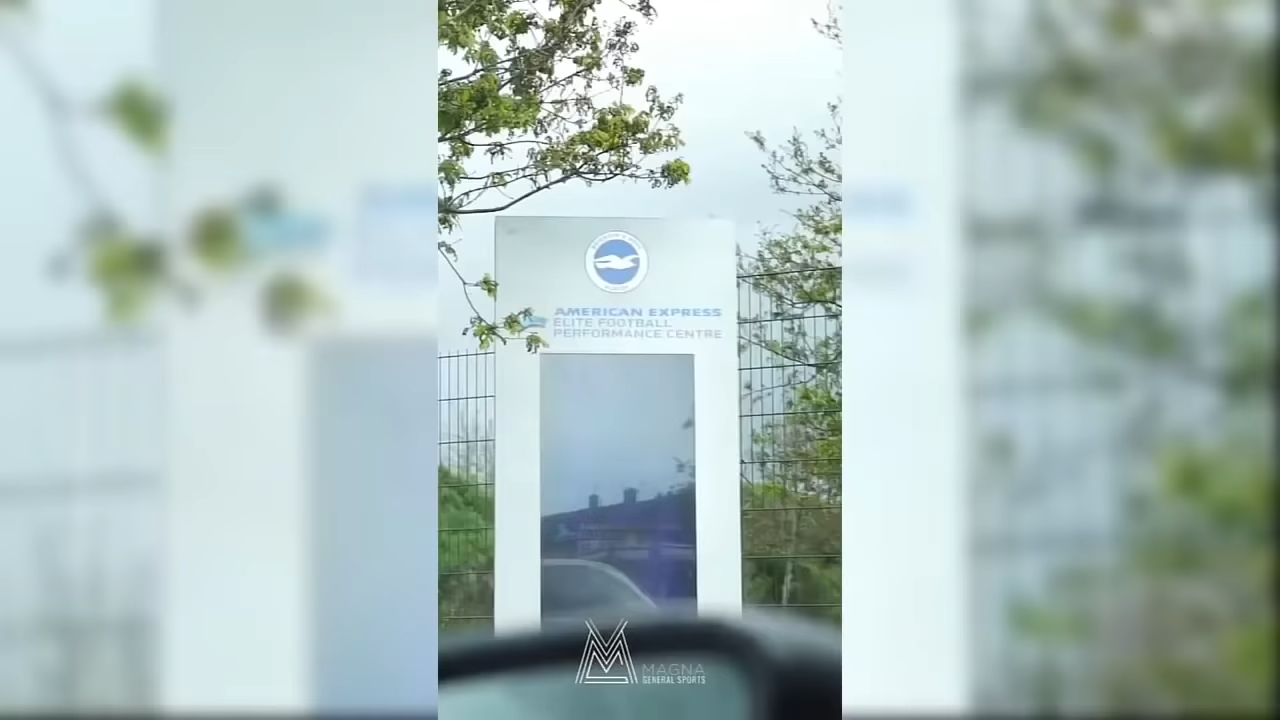 AMERICAN EXPRESS
ELITE FOOTBALL
PERFORMANCE CENTRE
MAGNA
GENERAL SPORTS